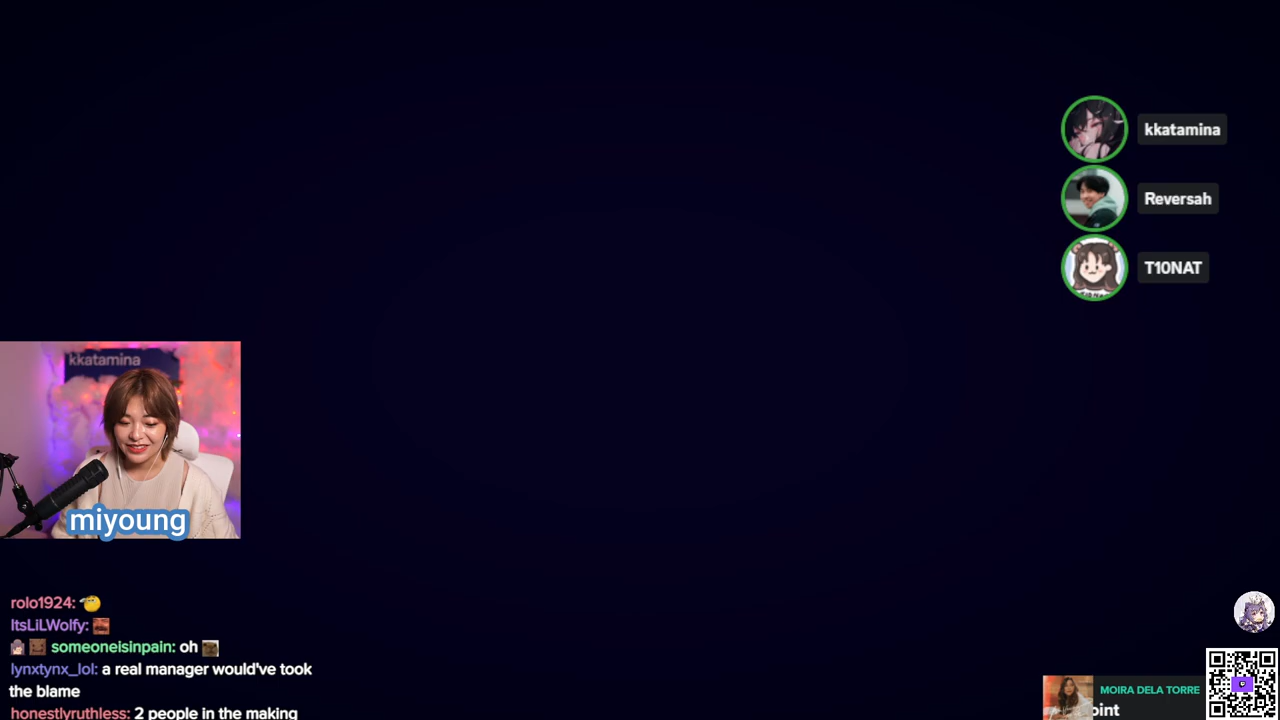 kkatamina
Reversah
T10NAT
kkatamina
miyoung
rolo1924:
ItsLiLWolfy:
someoneisinpain: oh
lynxtynx_lol: a real manager would've took
the blame
honestlyruthless: 2 people in the making
MOIRA DELA TORRE
oint